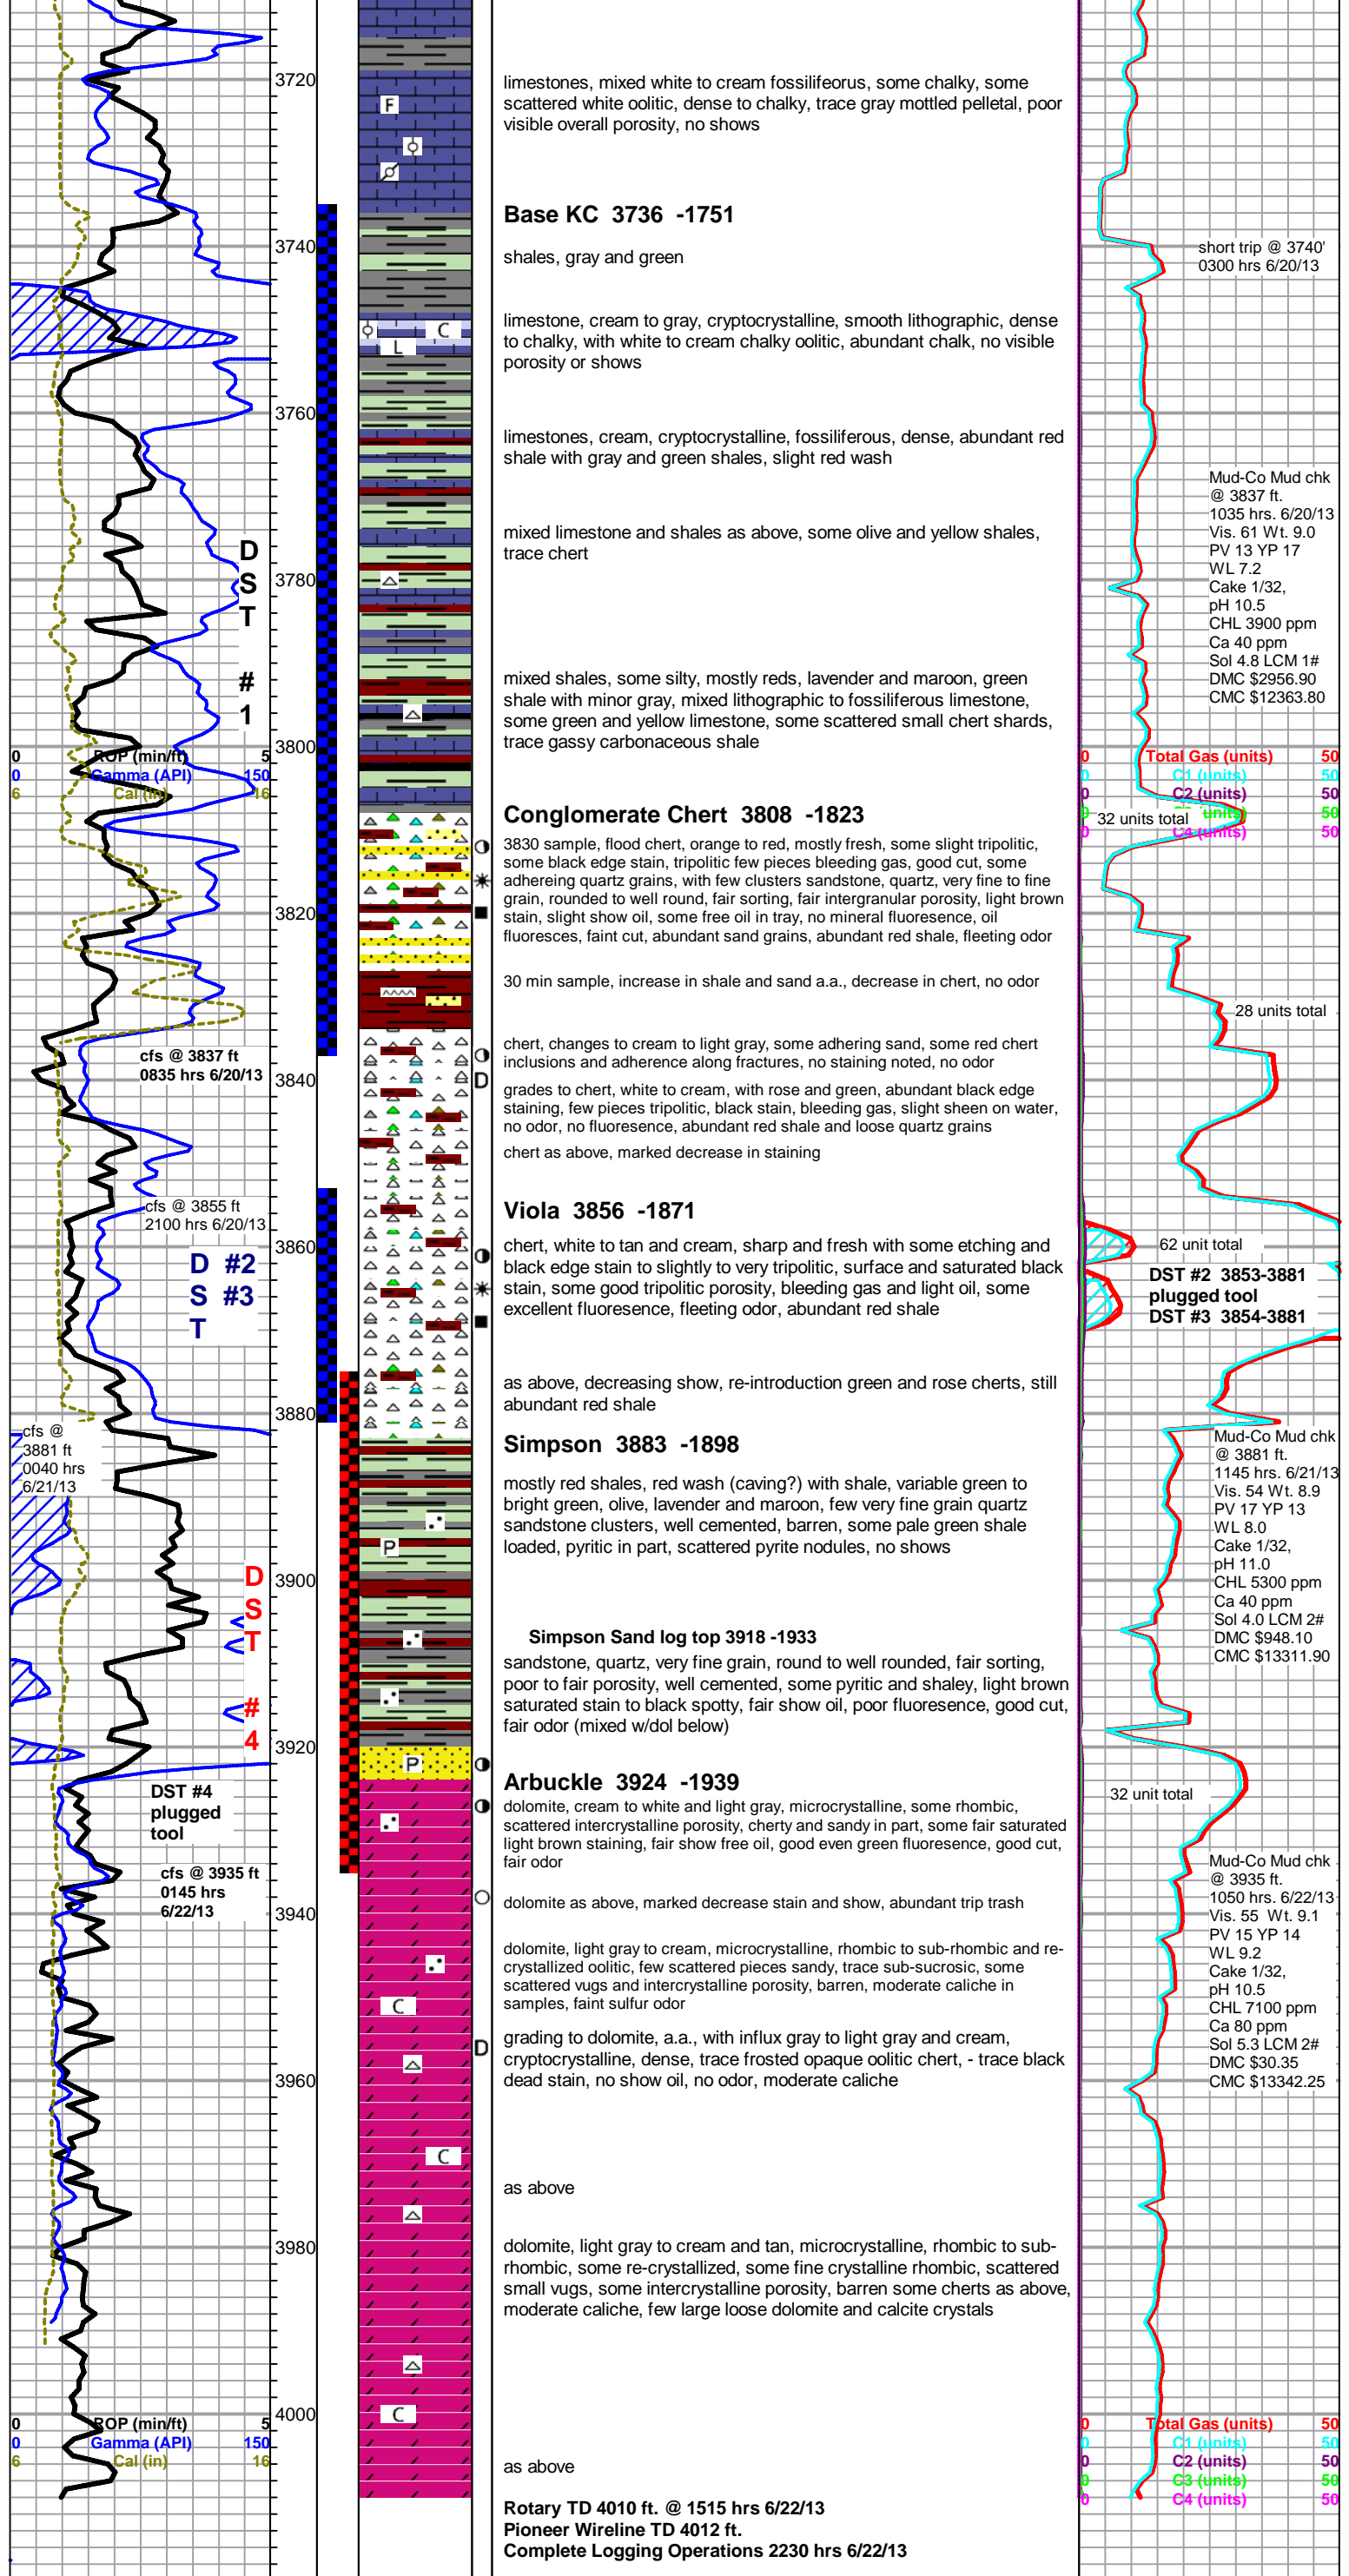 3720
F
limestones, mixed white to cream fossilifeorus, some chalky, some
scattered white oolitic, dense to chalky, trace gray mottled pelletal, poor
visible overall porosity, no shows
Base KC 3736 -1751
3740
shales, gray and green
short trip @ 3740'
0300 hrs 6/20/13
C
L
limestone, cream to gray, cryptocrystalline, smooth lithographic, dense
to chalky, with white to cream chalky oolitic, abundant chalk, no visible
porosity or shows
3760
limestones, cream, cryptocrystalline, fossiliferous, dense, abundant red
shale with gray and green shales, slight red wash
Mud-Co Mud chk
@ 3837 ft.
1035 hrs. 6/20/13
Vis. 61 Wt. 9.0
PV 13 YP 17
WL 7.2
Cake 1/32,
pH 10.5
CHL 3900 ppm
Ca 40 ppm
Sol 4.8 LCM 1#
DMC $2956.90
CMC $12363.80
mixed limestone and shales as above, some olive and yellow shales,
trace chert
D
S
T
#
1
3780
mixed shales, some silty, mostly reds, lavender and maroon, green
shale with minor gray, mixed lithographic to fossiliferous limestone,
some green and yellow limestone, some scattered small chert shards,
trace gassy carbonaceous shale
3800
0 ROP (min/ft) 5
0 Gamma (API) 150
6 Cal (in) 16
0 Total Gas (units) 50
0 C1 (units) 50
0 C2 (units) 50
0 C3 (units) 50
0 C4 (units) 50
32 units total
Conglomerate Chert 3808 -1823
3830 sample, flood chert, orange to red, mostly fresh, some slight tripolitic,
some black edge stain, tripolitic few pieces bleeding gas, good cut, some
adhereing quartz grains, with few clusters sandstone, quartz, very fine to fine
grain, rounded to well round, fair sorting, fair intergranular porosity, light brown
stain, slight show oil, some free oil in tray, no mineral fluoresence, oil
fluoresces, faint cut, abundant sand grains, abundant red shale, fleeting odor
3820
30 min sample, increase in shale and sand a.a., decrease in chert, no odor
28 units total
cfs @ 3837 ft
0835 hrs 6/20/13
3840
D
chert, changes to cream to light gray, some adhering sand, some red chert
inclusions and adherence along fractures, no staining noted, no odor
grades to chert, white to cream, with rose and green, abundant black edge
staining, few pieces tripolitic, black stain, bleeding gas, slight sheen on water,
no odor, no fluoresence, abundant red shale and loose quartz grains
chert as above, marked decrease in staining
cfs @ 3855 ft
2100 hrs 6/20/13
Viola 3856 -1871
3860
D #2
S #3
T
chert, white to tan and cream, sharp and fresh with some etching and
black edge stain to slightly to very tripolitic, surface and saturated black
stain, some good tripolitic porosity, bleeding gas and light oil, some
excellent fluoresence, fleeting odor, abundant red shale
62 unit total
DST #2 3853-3881
plugged tool
DST #3 3854-3881
as above, decreasing show, re-introduction green and rose cherts, still
abundant red shale
3880
cfs @
3881 ft
0040 hrs
6/21/13
Simpson 3883 -1898
mostly red shales, red wash (caving?) with shale, variable green to
bright green, olive, lavender and maroon, few very fine grain quartz
sandstone clusters, well cemented, barren, some pale green shale
loaded, pyritic in part, scattered pyrite nodules, no shows
P
Mud-Co Mud chk
@ 3881 ft.
1145 hrs. 6/21/13
Vis. 54 Wt. 8.9
PV 17 YP 13
WL 8.0
Cake 1/32,
pH 11.0
CHL 5300 ppm
Ca 40 ppm
Sol 4.0 LCM 2#
DMC $948.10
CMC $13311.90
3900
D
S
T
#
4
Simpson Sand log top 3918 -1933
sandstone, quartz, very fine grain, round to well rounded, fair sorting,
poor to fair porosity, well cemented, some pyritic and shaley, light brown
saturated stain to black spotty, fair show oil, poor fluoresence, good cut,
fair odor (mixed w/dol below)
3920
P
DST #4
plugged
tool
Arbuckle 3924 -1939
dolomite, cream to white and light gray, microcrystalline, some rhombic,
scattered intercrystalline porosity, cherty and sandy in part, some fair saturated
light brown staining, fair show free oil, good even green fluoresence, good cut,
fair odor
32 unit total
cfs @ 3935 ft
0145 hrs
6/22/13
dolomite as above, marked decrease stain and show, abundant trip trash
Mud-Co Mud chk
@ 3935 ft.
1050 hrs. 6/22/13
Vis. 55 Wt. 9.1
PV 15 YP 14
WL 9.2
Cake 1/32,
pH 10.5
CHL 7100 ppm
Ca 80 ppm
Sol 5.3 LCM 2#
DMC $30.35
CMC $13342.25
3940
dolomite, light gray to cream, microcrystalline, rhombic to sub-rhombic and re-
crystallized oolitic, few scattered pieces sandy, trace sub-sucrosic, some
scattered vugs and intercrystalline porosity, barren, moderate caliche in
samples, faint sulfur odor
C
D
grading to dolomite, a.a., with influx gray to light gray and cream,
cryptocrystalline, dense, trace frosted opaque oolitic chert, - trace black
dead stain, no show oil, no odor, moderate caliche
3960
C
as above
3980
dolomite, light gray to cream and tan, microcrystalline, rhombic to sub-
rhombic, some re-crystallized, some fine crystalline rhombic, scattered
small vugs, some intercrystalline porosity, barren some cherts as above,
moderate caliche, few large loose dolomite and calcite crystals
4000
C
0 ROP (min/ft) 5
0 Gamma (API) 150
6 Cal (in) 16
0 Total Gas (units) 50
0 C1 (units) 50
0 C2 (units) 50
0 C3 (units) 50
0 C4 (units) 50
as above
Rotary TD 4010 ft. @ 1515 hrs 6/22/13
Pioneer Wireline TD 4012 ft.
Complete Logging Operations 2230 hrs 6/22/13